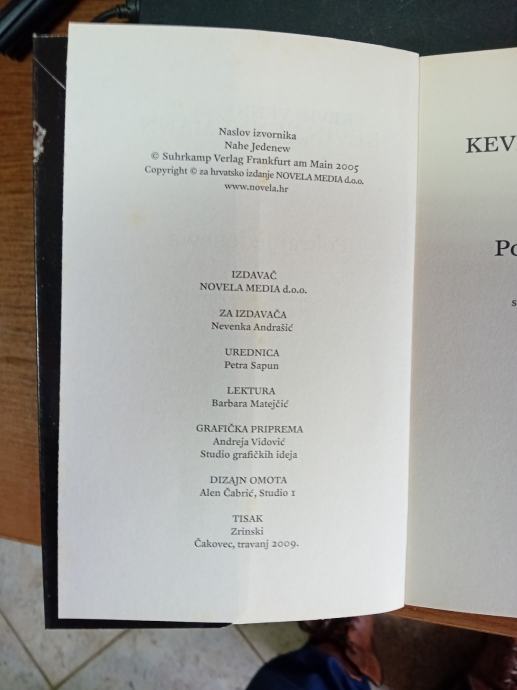 Naslov izvornika
Nahe Jedenew
© Suhrkamp Verlag Frankfurt am Main 2005
Copyright © za hrvatsko izdanje NOVELA MEDIA d.o.o.
www.novela.hr
IZDAVAČ
NOVELA MEDIA d.o.o.
ZA IZDAVAČA
Nevenka Andrašić
UREDNICA
Petra Sapun
LEKTURA
Barbara Matejčić
GRAFIČKA PRIPREMA
Andreja Vidović
Studio grafičkih ideja
DIZAJN OMOTA
Alen Čabrić, Studio 1
TISAK
Zrinski
Čakovec, travanj 2009.
KEV
Po
s